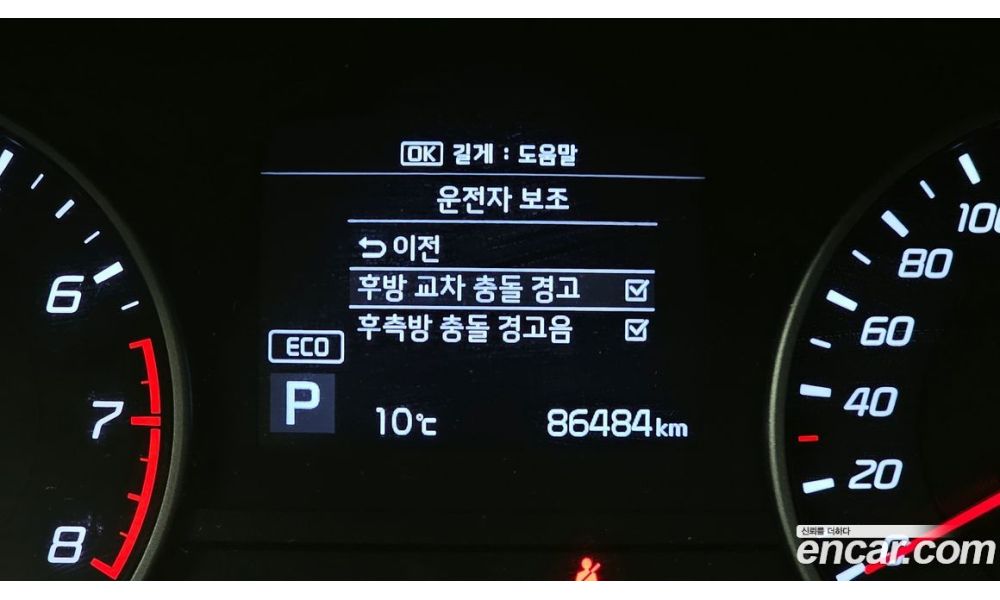 OK 길게 : 도움말
운전자 보조
이전
후방 교차 충돌 경고
후측방 충돌 경고음
ECO
P
10℃ 86484km
6
7
8
100
80
60
40
20
0
신뢰를 더하다
encar.com